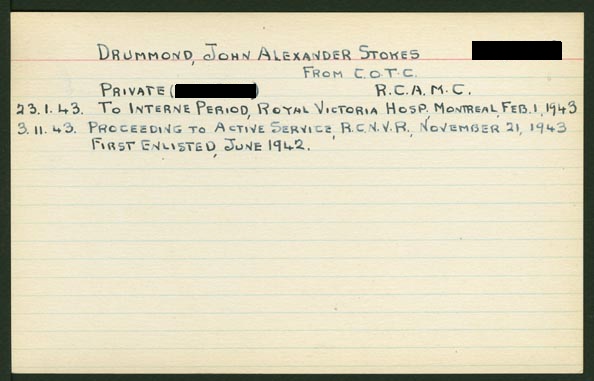 DRUMMOND, JOHN ALEXANDER STOKES
FROM C.O.T.C.
PRIVATE ( ) R.C.A.M.C.
23.1.43. TO INTERNE PERIOD, ROYAL VICTORIA HOSP. MONTREAL, FEB. 1, 1943
3.11.43. PROCEEDING TO ACTIVE SERVICE, R.C.N.V.R., NOVEMBER 21, 1943
FIRST ENLISTED, JUNE 1942.